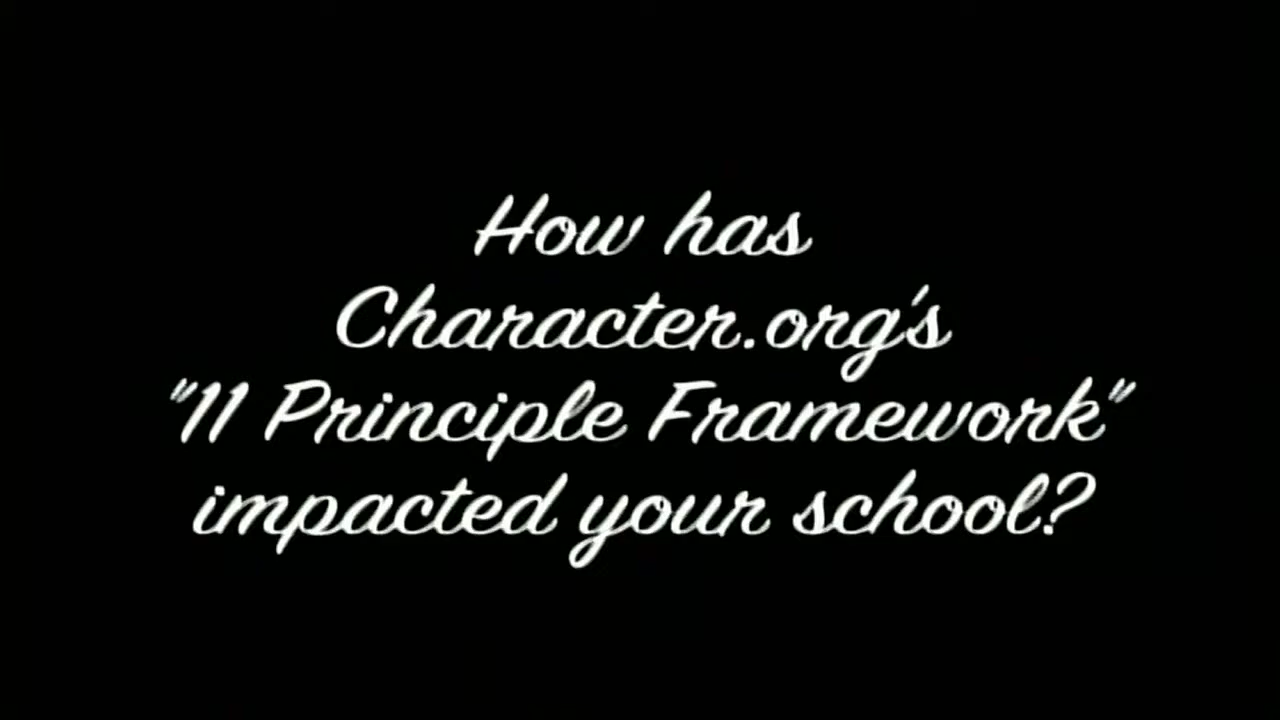 How has
Character.org's
"11 Principle Framework"
impacted your school?